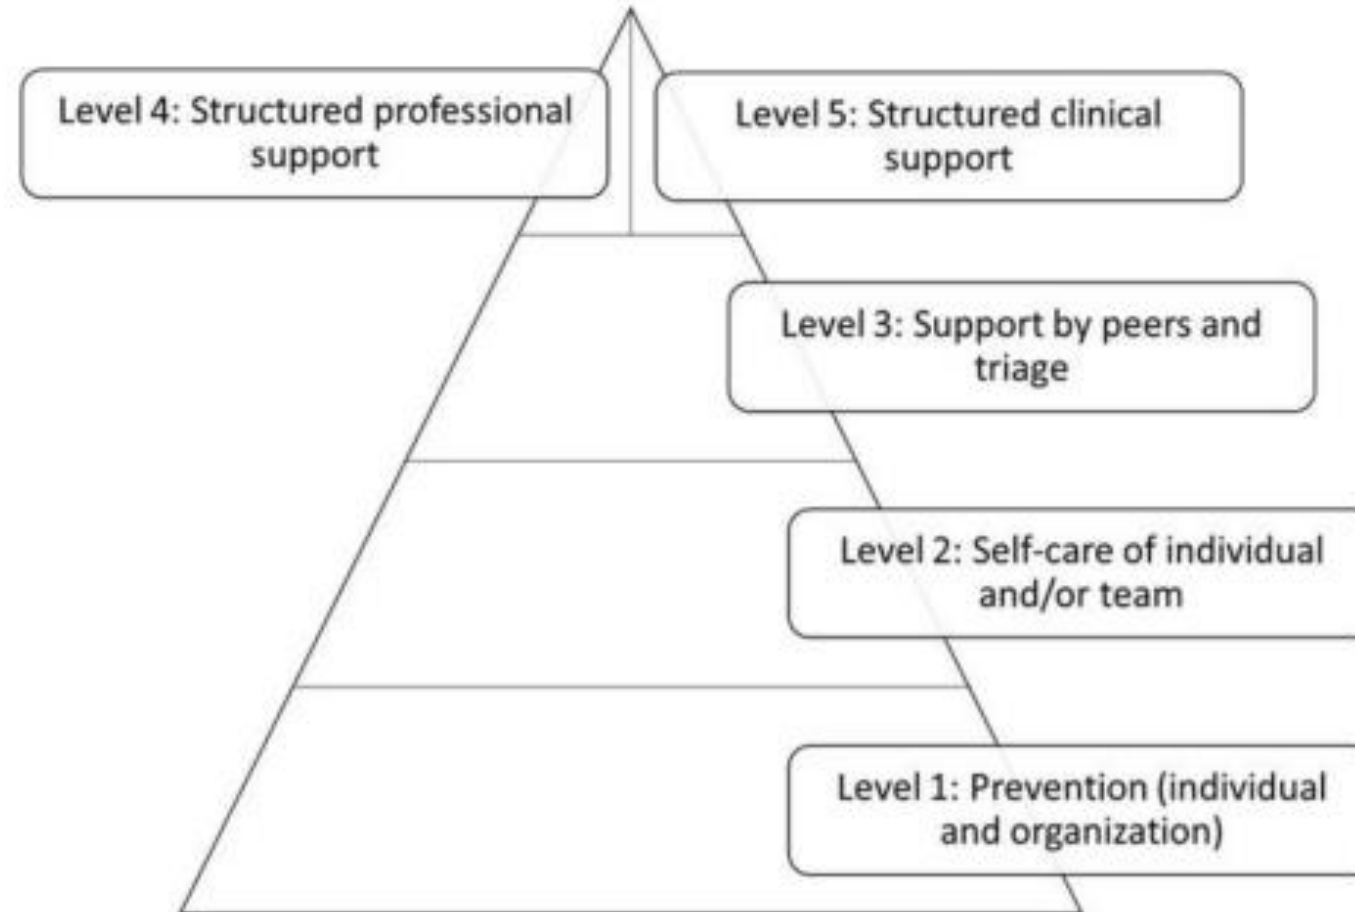 Level 4: Structured professional
support
Level 5: Structured clinical
support
Level 3: Support by peers and
triage
Level 2: Self-care of individual
and/or team
Level 1: Prevention (individual
and organization)